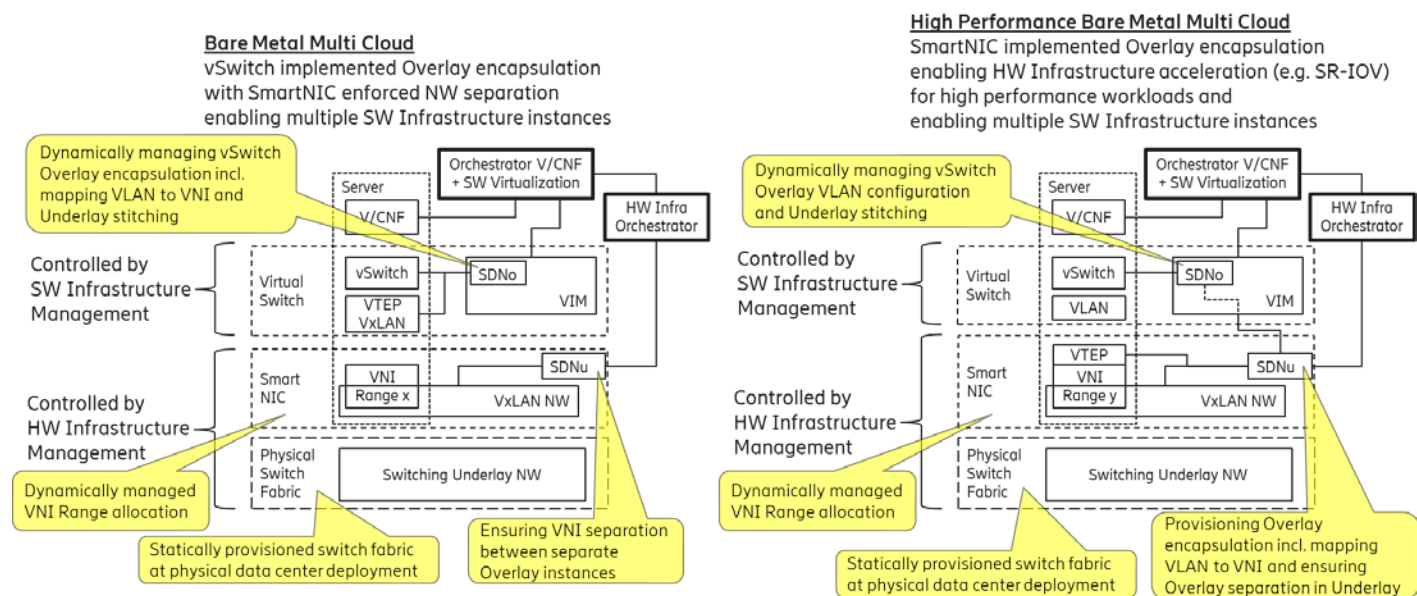 Bare Metal Multi Cloud
vSwitch implemented Overlay encapsulation
with SmartNIC enforced NW separation
enabling multiple SW Infrastructure instances
Dynamically managing vSwitch
Overlay encapsulation incl.
mapping VLAN to VNI and
Underlay stitching
Server
V/CNF
Orchestrator V/CNF
+ SW Virtualization
HW Infra
Orchestrator
Controlled by
SW Infrastructure
Management
Virtual
Switch
vSwitch
VTEP
VxLAN
SDNo
VIM
Controlled by
HW Infrastructure
Management
Smart
NIC
VNI
Range x
VxLAN NW
SDNu
Physical
Switch
Fabric
Switching Underlay NW
Dynamically managed
VNI Range allocation
Statically provisioned switch fabric
at physical data center deployment
Ensuring VNI separation
between separate
Overlay instances
High Performance Bare Metal Multi Cloud
SmartNIC implemented Overlay encapsulation
enabling HW Infrastructure acceleration (e.g. SR-IOV)
for high performance workloads and
enabling multiple SW Infrastructure instances
Dynamically managing vSwitch
Overlay VLAN configuration
and Underlay stitching
Server
V/CNF
Orchestrator V/CNF
+ SW Virtualization
HW Infra
Orchestrator
Controlled by
SW Infrastructure
Management
Virtual
Switch
vSwitch
VLAN
SDNo
VIM
Controlled by
HW Infrastructure
Management
Smart
NIC
VTEP
VNI
Range y
VxLAN NW
SDNu
Physical
Switch
Fabric
Switching Underlay NW
Dynamically managed
VNI Range allocation
Statically provisioned switch fabric
at physical data center deployment
Provisioning Overlay
encapsulation incl. mapping
VLAN to VNI and ensuring
Overlay separation in Underlay